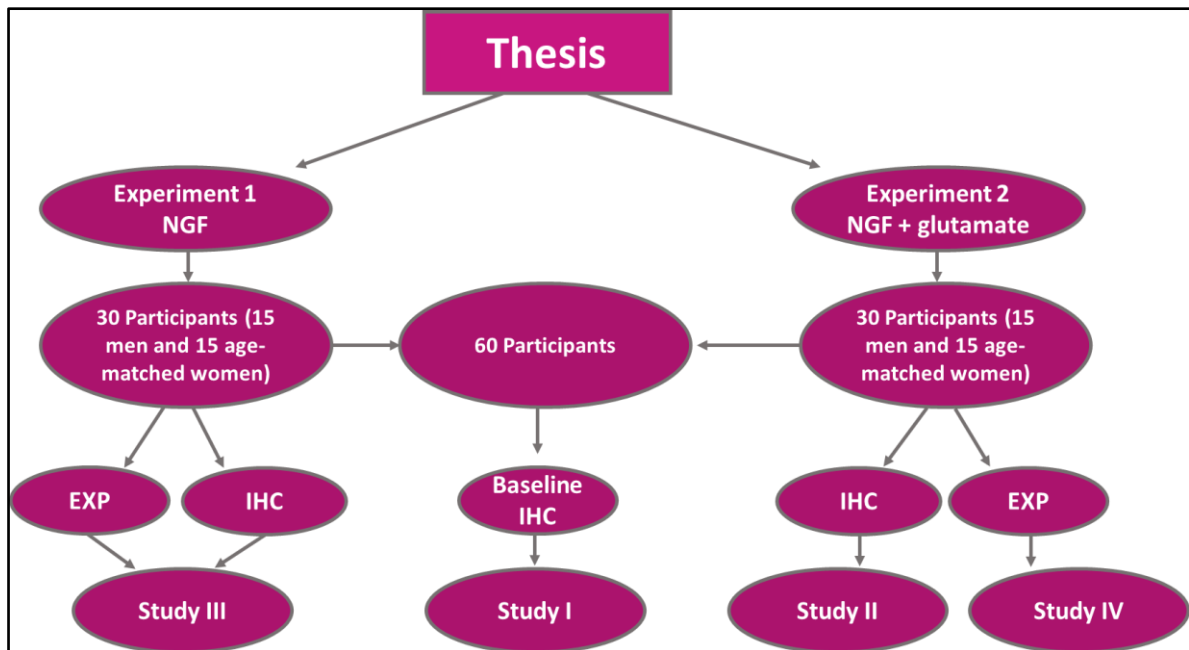 Thesis
Experiment 1
NGF
Experiment 2
NGF + glutamate
30 Participants (15
men and 15 age-
matched women)
60 Participants
30 Participants (15
men and 15 age-
matched women)
EXP
IHC
Baseline
IHC
IHC
EXP
Study III
Study I
Study II
Study IV